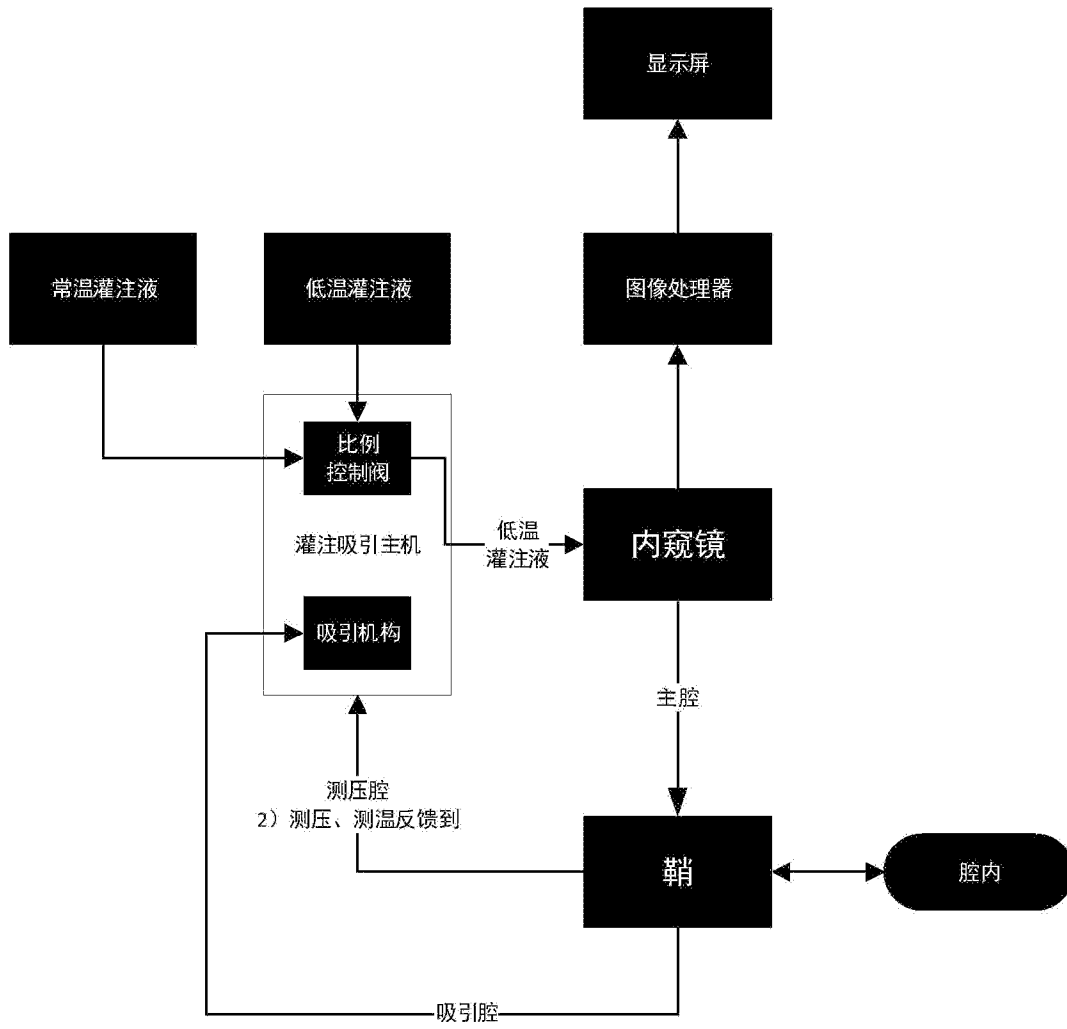 显示屏
常温灌注液
低温灌注液
图像处理器
比例
控制阀
灌注吸引主机
低温
灌注液
内窥镜
吸引机构
主腔
测压腔
2）测压、测温反馈到
鞘
腔内
吸引腔